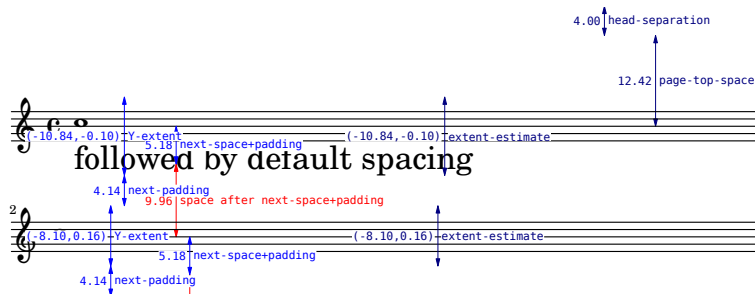 4.00 head-separation
12.42 page-top-space
(-10.84,-0.10) Y-extent (-10.84,-0.10) extent-estimate
5.18 next-space+padding
followed by default spacing
4.14 next-padding
9.96 space after next-space+padding
2
(-8.10,0.16) Y-extent (-8.10,0.16) extent-estimate
5.18 next-space+padding
4.14 next-padding